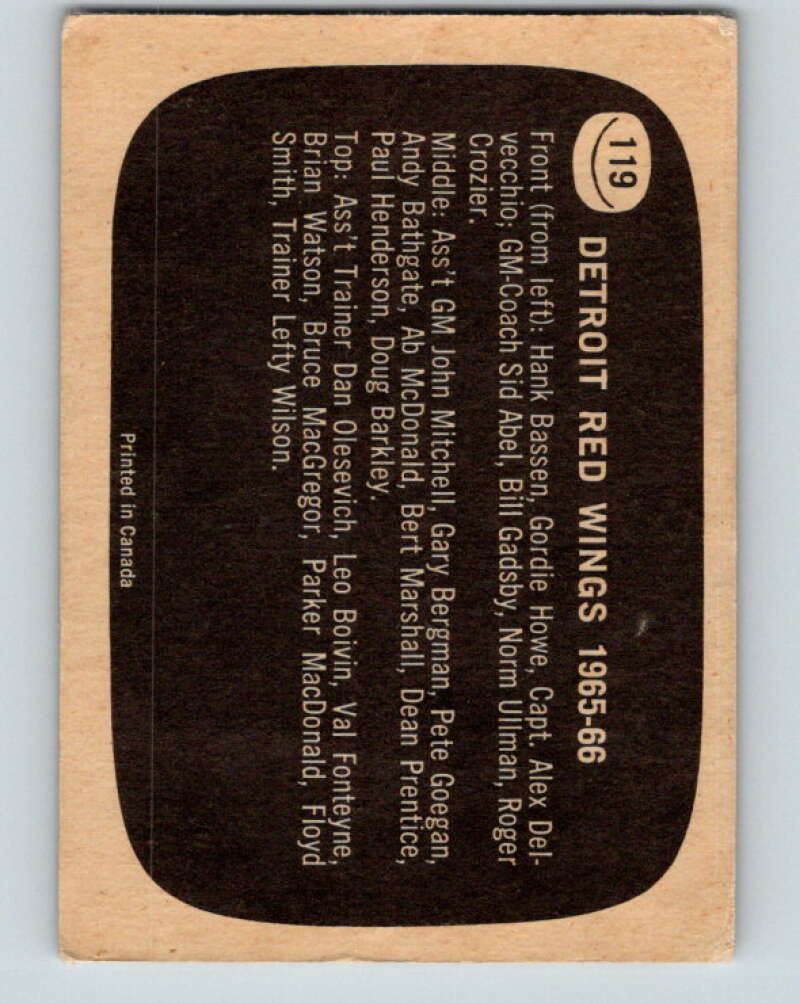 119
DETROIT RED WINGS 1965-66
Front (from left): Hank Bassen, Gordie Howe, Capt. Alex Del-
vecchio; GM-Coach Sid Abel, Bill Gadsby, Norm Ullman, Roger
Crozier.
Middle: Ass't GM John Mitchell, Gary Bergman, Pete Goegan,
Andy Bathgate, Ab McDonald, Bert Marshall, Dean Prentice,
Paul Henderson, Doug Barkley.
Top: Ass't Trainer Dan Olesevich, Leo Boivin, Val Fonteyne,
Brian Watson, Bruce MacGregor, Parker MacDonald, Floyd
Smith, Trainer Lefty Wilson.
Printed in Canada